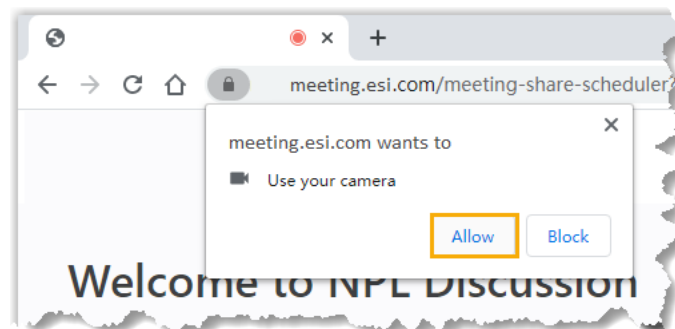 meeting.esi.com/meeting-share-scheduler
meeting.esi.com wants to
Use your camera
Allow
Block
Welcome to NPL Discussion